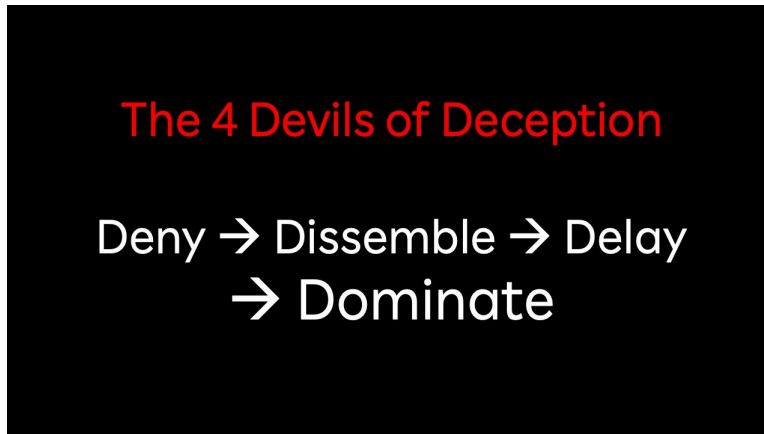 The 4 Devils of Deception
Deny → Dissemble → Delay
→ Dominate